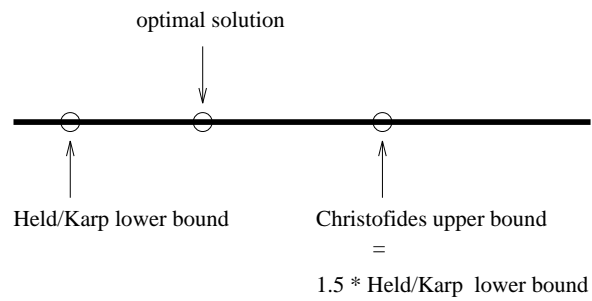 optimal solution
Held/Karp lower bound
Christofides upper bound
=
1.5 * Held/Karp lower bound